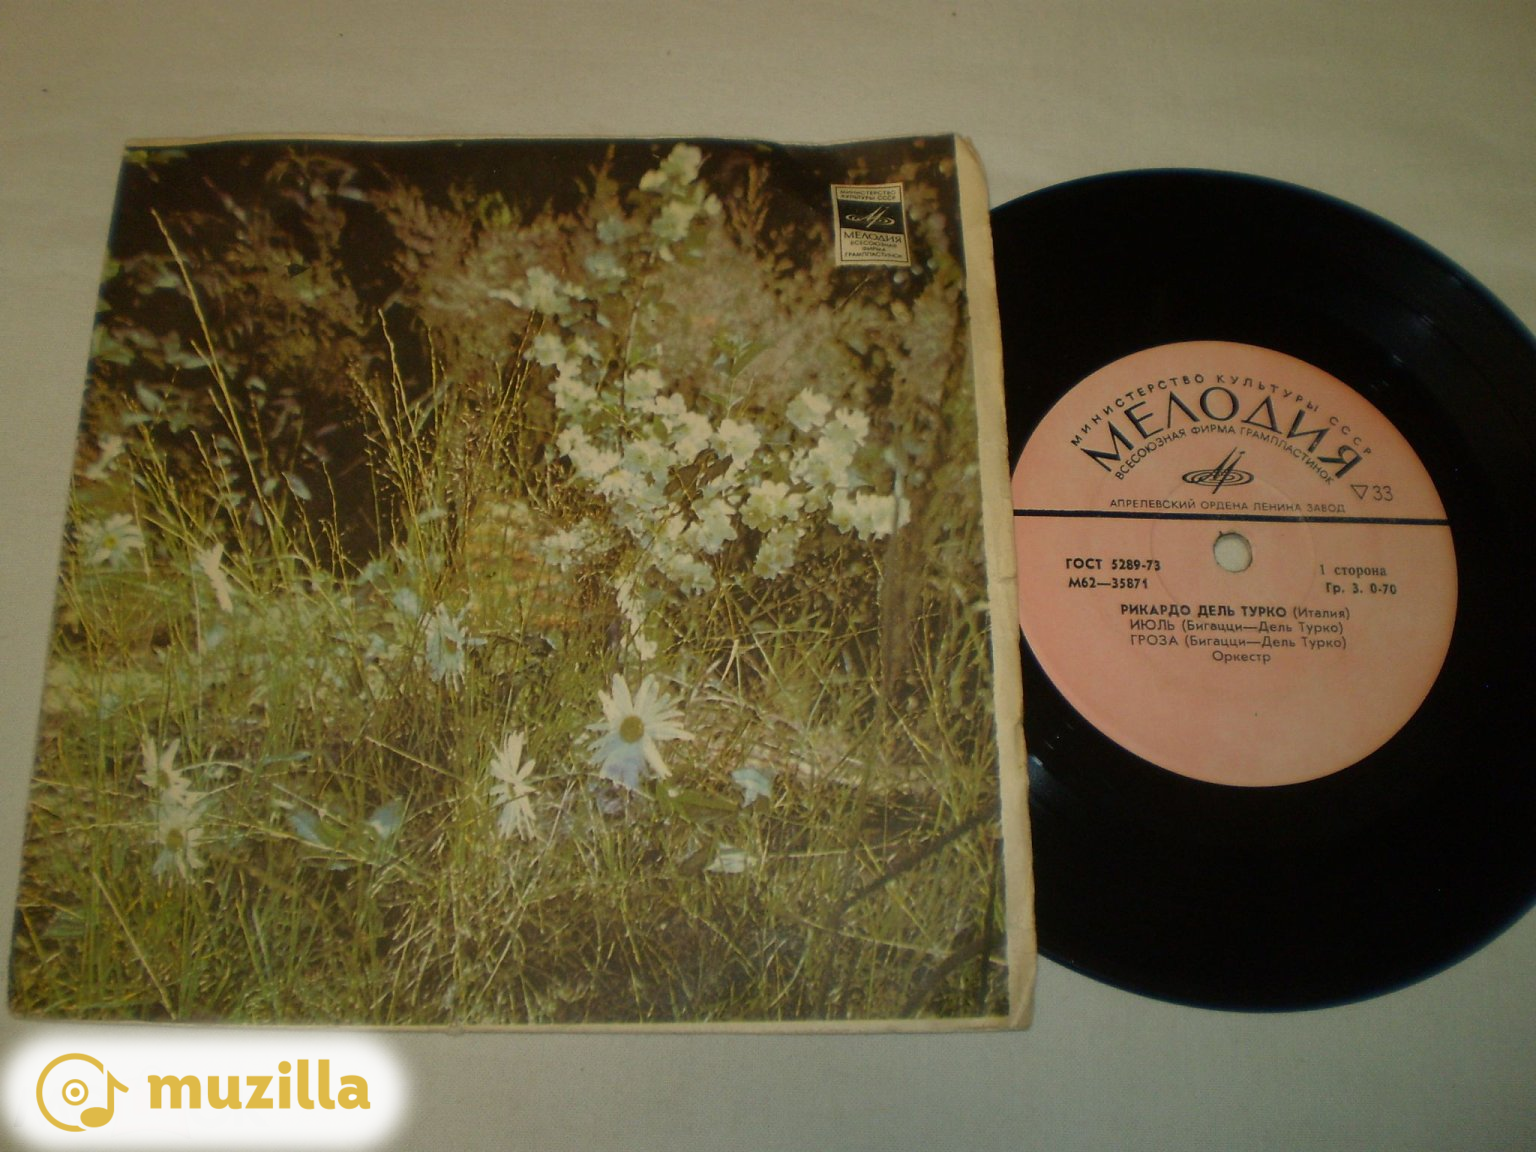 МИНИСТЕРСТВО
КУЛЬТУРЫ СССР
МЕЛОДИЯ
ВСЕСОЮЗНАЯ
ФИРМА
ГРАМПЛАСТИНОК
МИНИСТЕРСТВО КУЛЬТУРЫ СССР
МЕЛОДИЯ
ВСЕСОЮЗНАЯ ФИРМА ГРАМПЛАСТИНОК
▽33
АПРЕЛЕВСКИЙ ОРДЕНА ЛЕНИНА ЗАВОД
ГОСТ 5289-73
М62—35871
1 сторона
Гр. 3. 0-70
РИКАРДО ДЕЛЬ ТУРКО (Италия)
ИЮЛЬ (Бигацци—Дель Турко)
ГРОЗА (Бигацци—Дель Турко)
Оркестр
muzilla